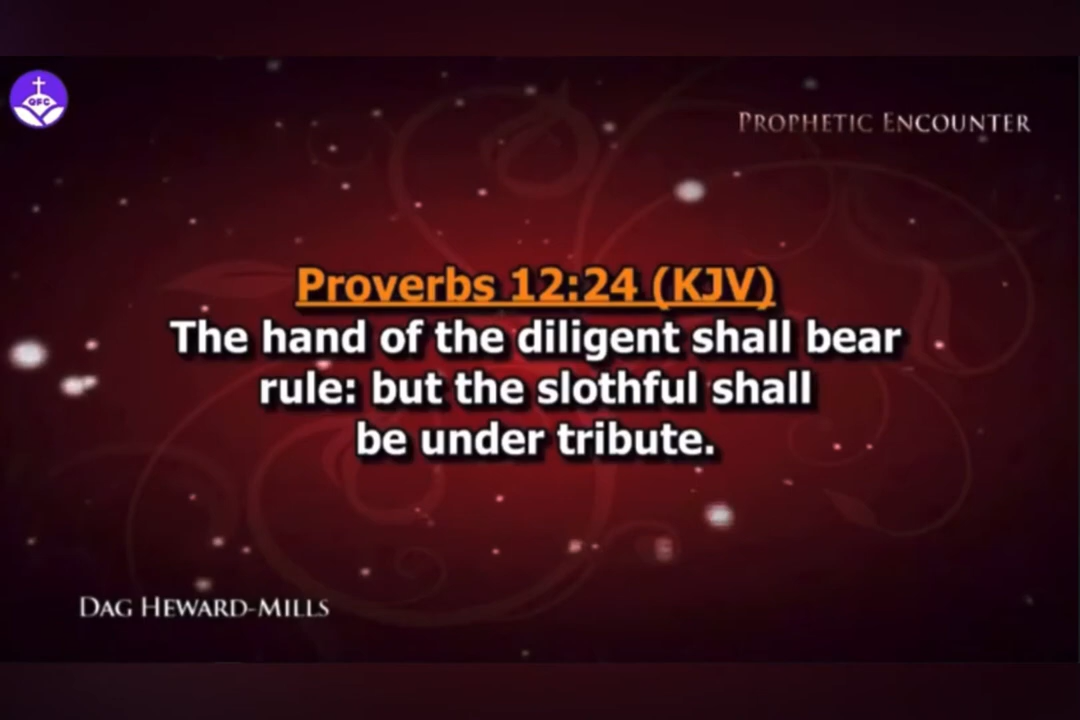 QFC
PROPHETIC ENCOUNTER
Proverbs 12:24 (KJV)
The hand of the diligent shall bear
rule: but the slothful shall
be under tribute.
DAG HEWARD-MILLS